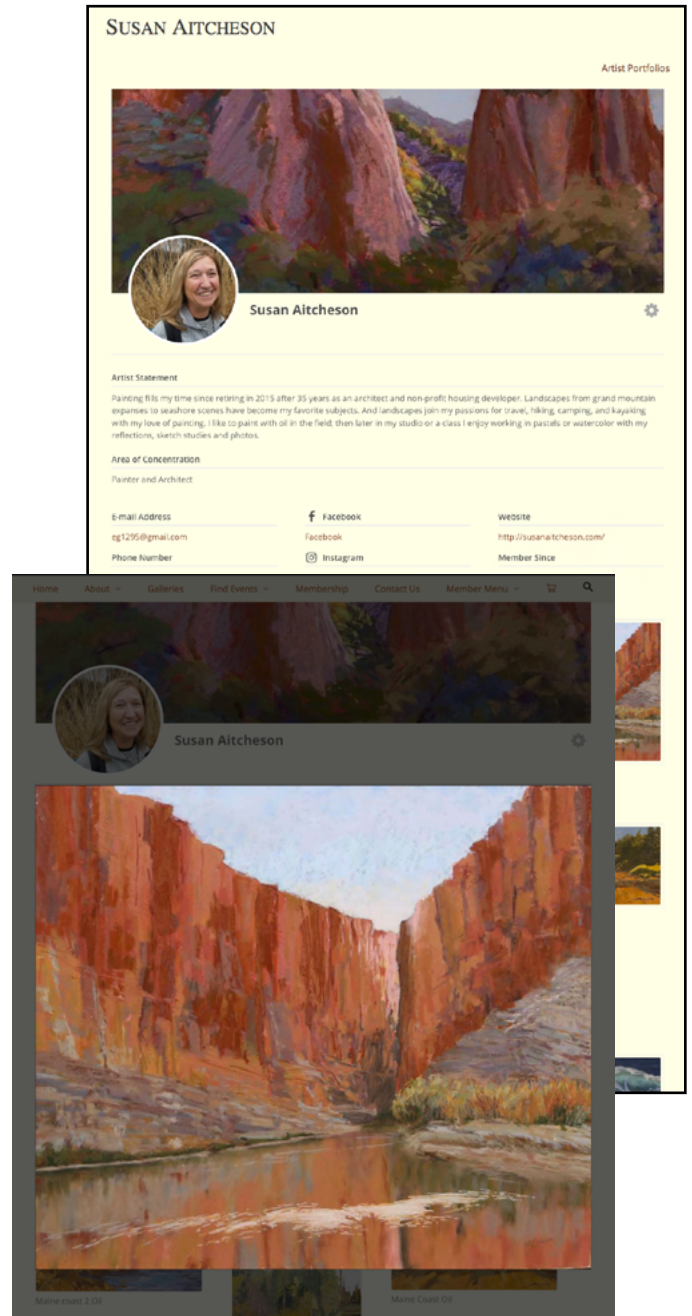 SUSAN AITCHESON
Artist Portfolios
Susan Aitcheson
Artist Statement
Painting fills my time since retiring in 2015 after 35 years as an architect and non-profit housing developer. Landscapes from grand mountain
expanses to seashore scenes have become my favorite subjects. And landscapes join my passions for travel, hiking, camping, and kayaking
with my love of painting. I like to paint with oil in the field; then later in my studio or a class I enjoy working in pastels or watercolor with my
reflections, sketch studies and photos.
Area of Concentration
Painter and Architect
E-mail Address Facebook Website
eg1295@gmail.com Facebook http://susanaitcheson.com/
Phone Number Instagram Member Since
Home About Galleries Find Events Membership Contact Us Member Menu
Susan Aitcheson
Maine coast 2 Oil Maine Coast Oil